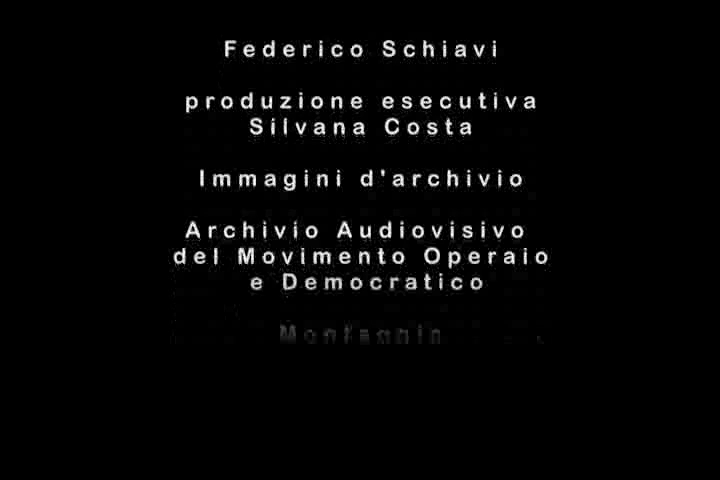 Federico Schiavi
produzione esecutiva
Silvana Costa
Immagini d'archivio
Archivio Audiovisivo
del Movimento Operaio
e Democratico